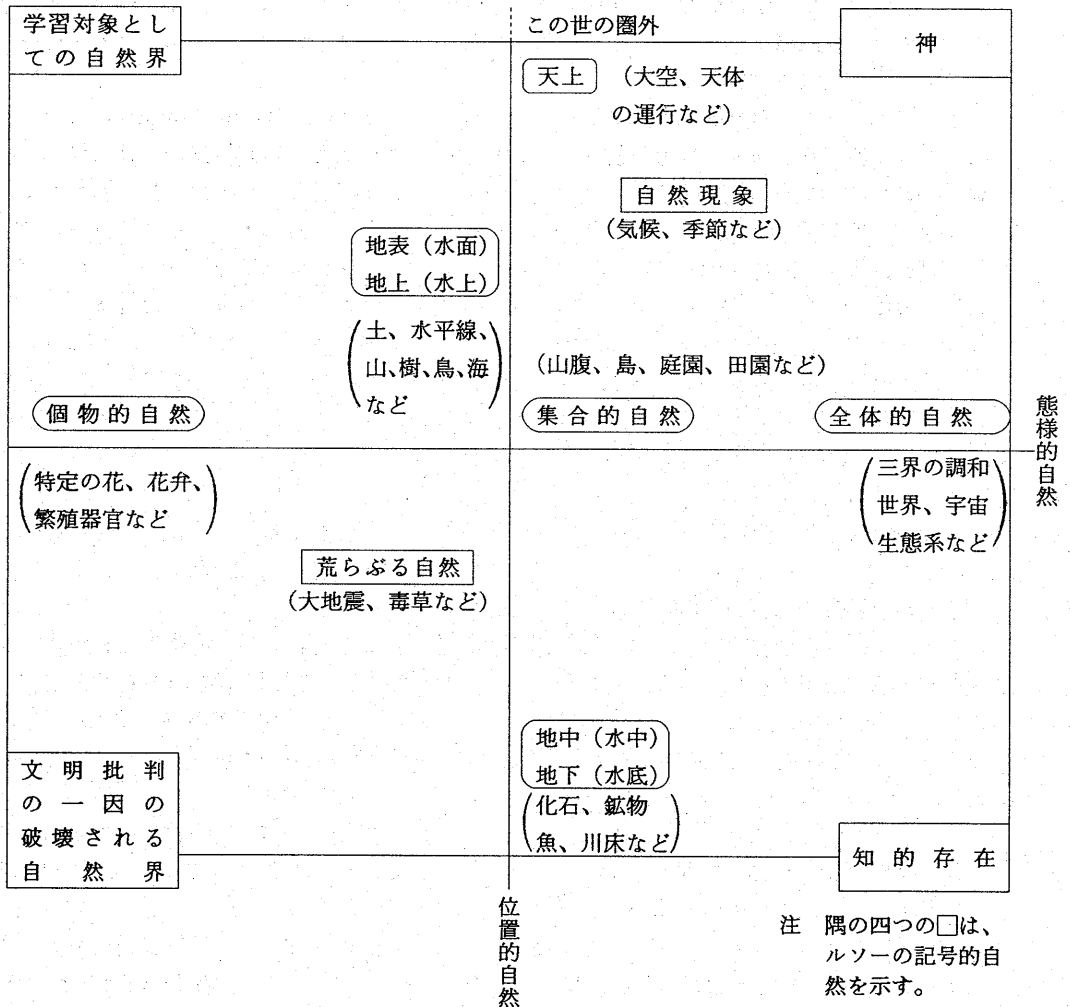 学習対象とし
ての自然界
この世の圏外
神
天上 (大空、天体
の運行など)
自然現象
(気候、季節など)
地表(水面)
地上(水上)
土、水平線、
山、樹、鳥、海
など
(山腹、島、庭園、田園など)
個物的自然
集合的自然
全体的自然
態様的自然
特定の花、花弁、
繁殖器官など
三界の調和
世界、宇宙
生態系など
荒らぶる自然
(大地震、毒草など)
地中(水中)
地下(水底)
化石、鉱物
魚、川床など
文明批判
の一因の
破壊される
自然界
知的存在
位置的自然
注 隅の四つの□は、
ルソーの記号的自
然を示す。